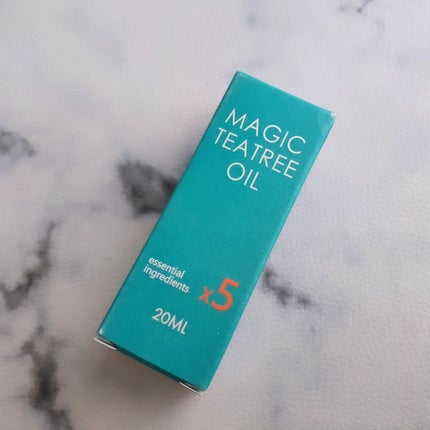 MAGIC
TEATREE
OIL
essential
ingredients x5
20ML